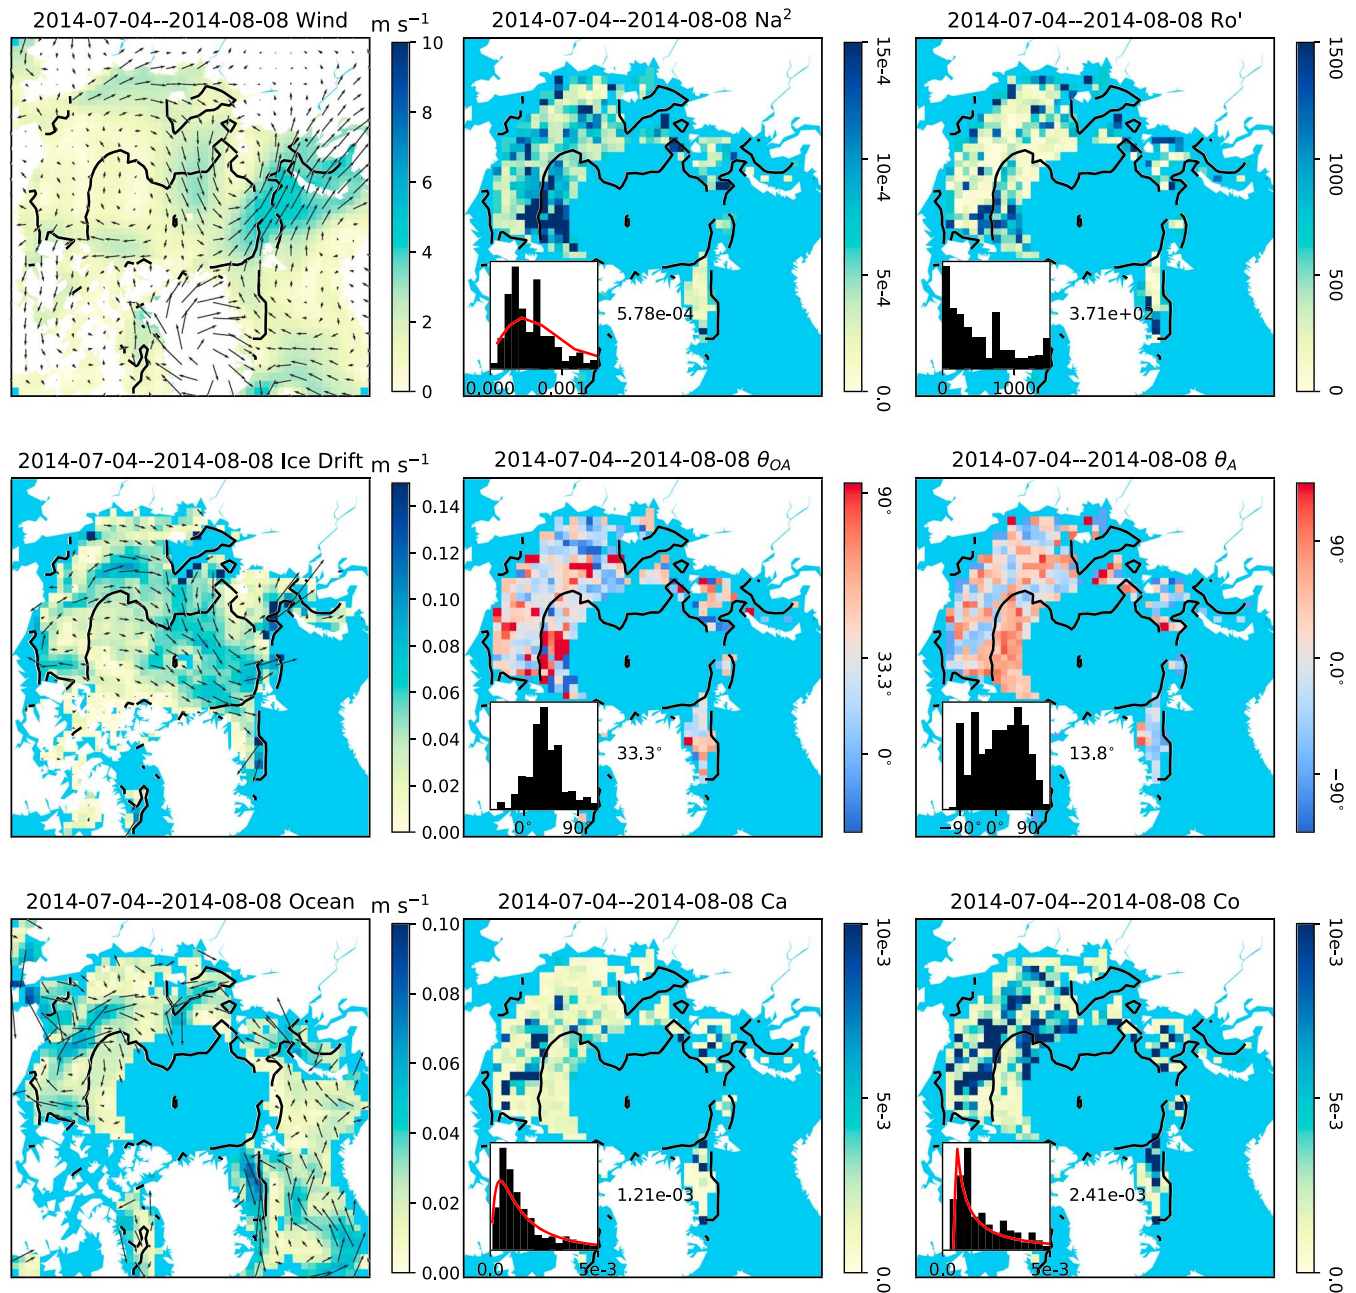 2014-07-04--2014-08-08 Wind
m s⁻¹
10
8
6
4
2
0
2014-07-04--2014-08-08 Na²
15e-4
10e-4
5e-4
0.0
5.78e-04
0.000 0.001
2014-07-04--2014-08-08 Ro'
1500
1000
500
0
3.71e+02
0 1000
2014-07-04--2014-08-08 Ice Drift
m s⁻¹
0.14
0.12
0.10
0.08
0.06
0.04
0.02
0.00
2014-07-04--2014-08-08 θ_OA
90°
33.3°
0°
33.3°
0° 90°
2014-07-04--2014-08-08 θ_A
90°
0.0°
−90°
13.8°
−90° 0° 90°
2014-07-04--2014-08-08 Ocean
m s⁻¹
0.10
0.08
0.06
0.04
0.02
0.00
2014-07-04--2014-08-08 Ca
10e-3
5e-3
0.0
1.21e-03
0.0 5e-3
2014-07-04--2014-08-08 Co
10e-3
5e-3
0.0
2.41e-03
0.0 5e-3